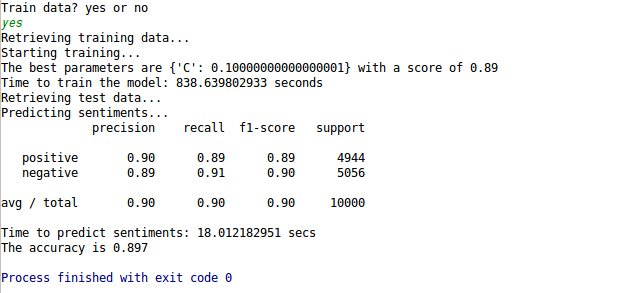 Train data? yes or no
yes
Retrieving training data...
Starting training...
The best parameters are {'C': 0.10000000000000001} with a score of 0.89
Time to train the model: 838.639802933 seconds
Retrieving test data...
Predicting sentiments...
precision recall f1-score support
positive 0.90 0.89 0.89 4944
negative 0.89 0.91 0.90 5056
avg / total 0.90 0.90 0.90 10000
Time to predict sentiments: 18.012182951 secs
The accuracy is 0.897
Process finished with exit code 0